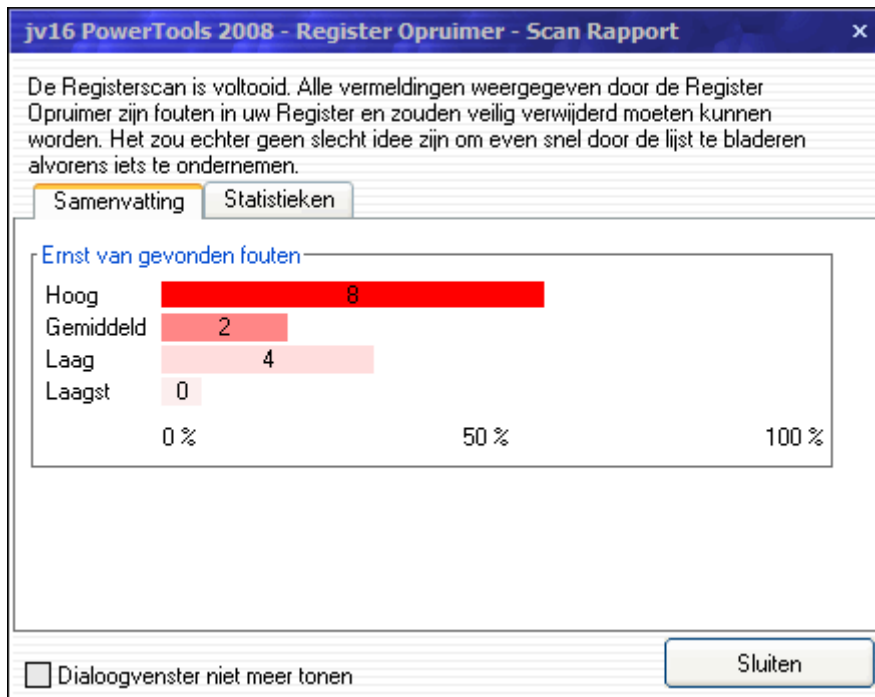 jv16 PowerTools 2008 - Register Opruimer - Scan Rapport
De Registerscan is voltooid. Alle vermeldingen weergegeven door de Register
Opruimer zijn fouten in uw Register en zouden veilig verwijderd moeten kunnen
worden. Het zou echter geen slecht idee zijn om even snel door de lijst te bladeren
alvorens iets te ondernemen.
Samenvatting Statistieken
Ernst van gevonden fouten
Hoog 8
Gemiddeld 2
Laag 4
Laagst 0
0 % 50 % 100 %
Dialoogvenster niet meer tonen Sluiten